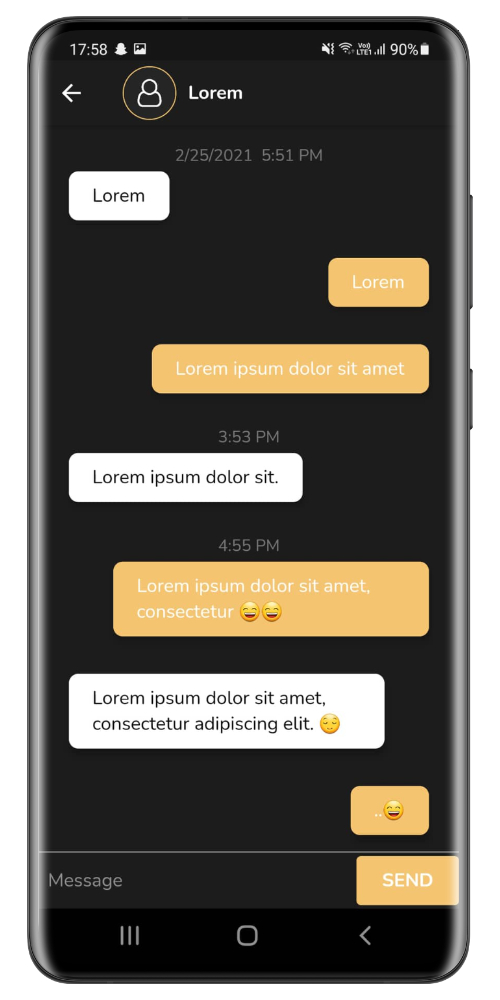 17:58 90%
Lorem
2/25/2021 5:51 PM
Lorem
Lorem
Lorem ipsum dolor sit amet
3:53 PM
Lorem ipsum dolor sit.
4:55 PM
Lorem ipsum dolor sit amet,
consectetur 😄😄
Lorem ipsum dolor sit amet,
consectetur adipiscing elit. 😌
..😄
Message SEND